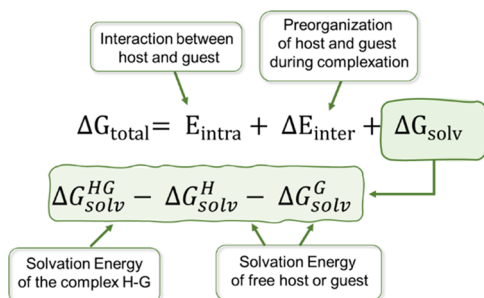 Interaction between
host and guest
Preorganization
of host and guest
during complexation
ΔG_total= E_intra + ΔE_inter + ΔG_solv
ΔG_solv^HG − ΔG_solv^H − ΔG_solv^G
Solvation Energy
of the complex H-G
Solvation Energy
of free host or guest